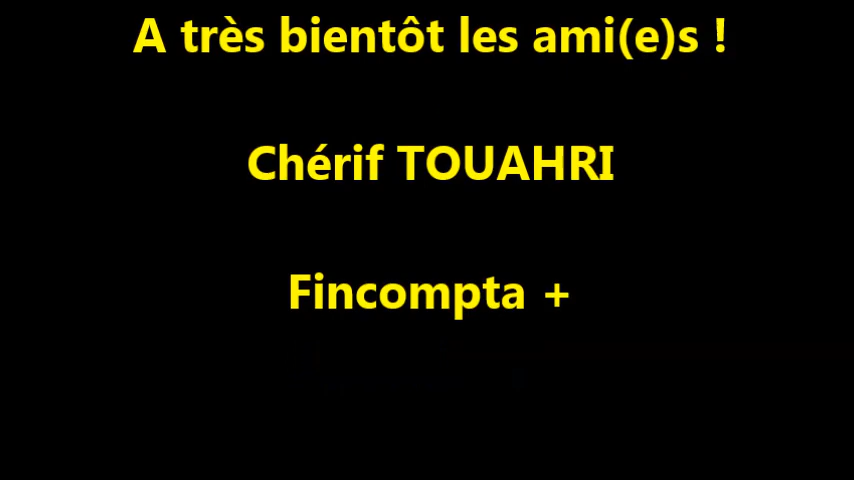 A très bientôt les ami(e)s !
Chérif TOUAHRI
Fincompta +